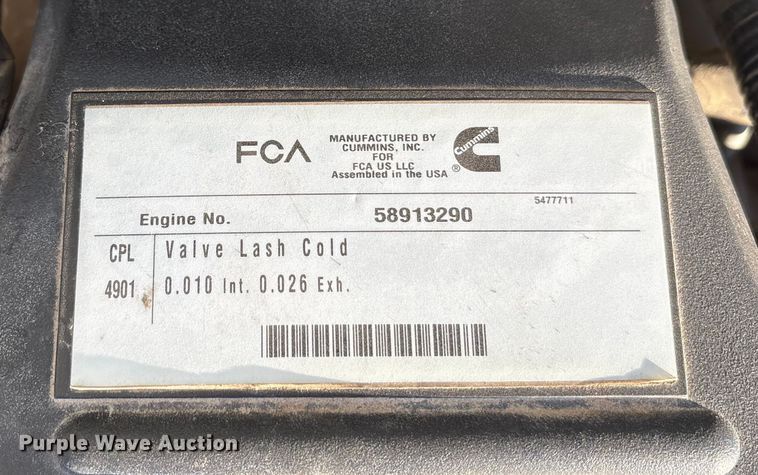 FCA
MANUFACTURED BY
CUMMINS, INC.
FOR
FCA US LLC
Assembled in the USA
Cummins
®
5477711
Engine No. 58913290
CPL Valve Lash Cold
4901 0.010 Int. 0.026 Exh.
Purple Wave Auction